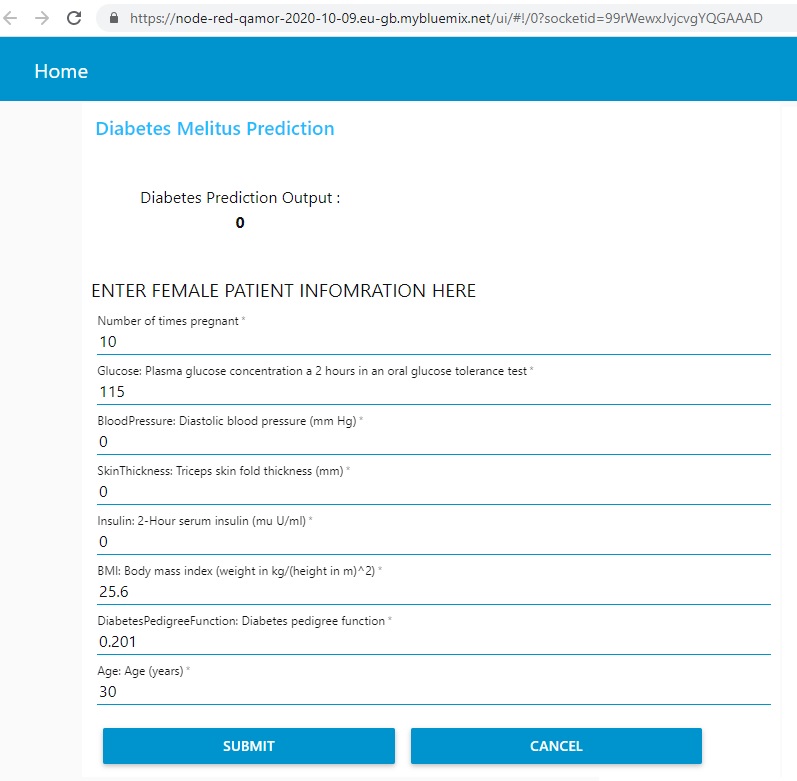 https://node-red-qamor-2020-10-09.eu-gb.mybluemix.net/ui/#!/0?socketid=99rWewxJvjcvgYQGAAAD
Home
Diabetes Melitus Prediction
Diabetes Prediction Output :
0
ENTER FEMALE PATIENT INFOMRATION HERE
Number of times pregnant *
10
Glucose: Plasma glucose concentration a 2 hours in an oral glucose tolerance test *
115
BloodPressure: Diastolic blood pressure (mm Hg) *
0
SkinThickness: Triceps skin fold thickness (mm) *
0
Insulin: 2-Hour serum insulin (mu U/ml) *
0
BMI: Body mass index (weight in kg/(height in m)^2) *
25.6
DiabetesPedigreeFunction: Diabetes pedigree function *
0.201
Age: Age (years) *
30
SUBMIT CANCEL